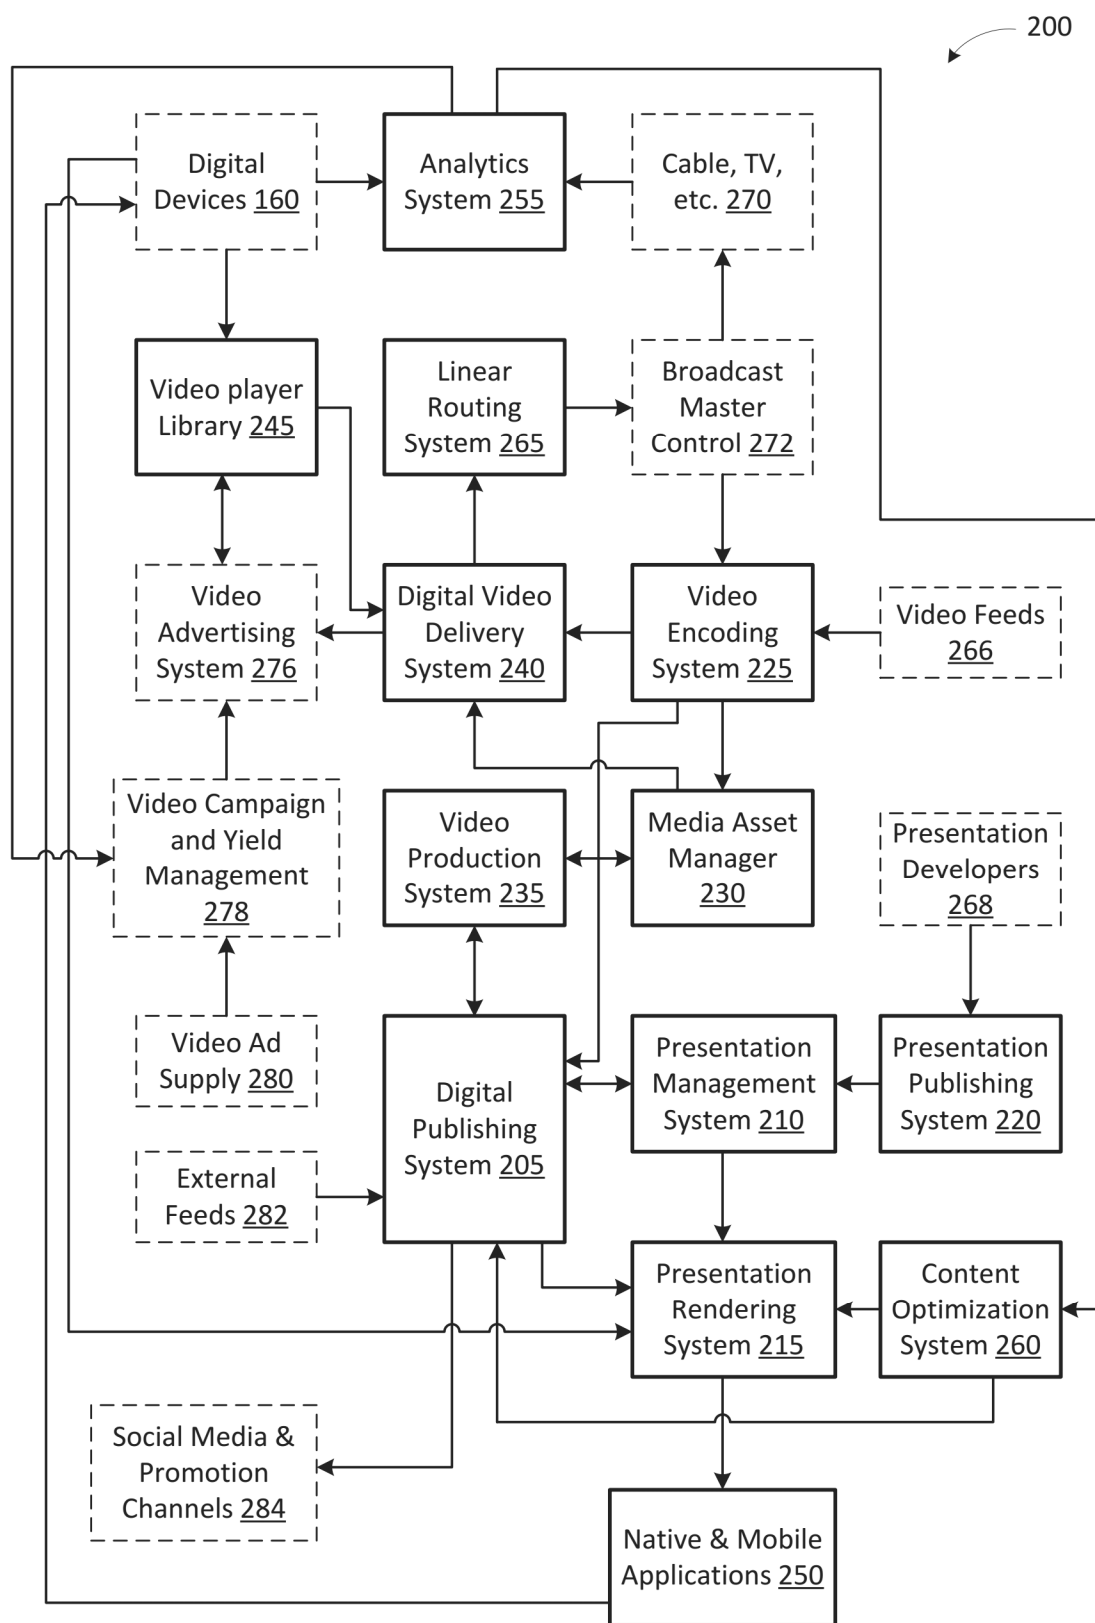 200
Digital
Devices 160
Analytics
System 255
Cable, TV,
etc. 270
Video player
Library 245
Linear
Routing
System 265
Broadcast
Master
Control 272
Video
Advertising
System 276
Digital Video
Delivery
System 240
Video
Encoding
System 225
Video Feeds
266
Video Campaign
and Yield
Management
278
Video
Production
System 235
Media Asset
Manager
230
Presentation
Developers
268
Video Ad
Supply 280
Digital
Publishing
System 205
Presentation
Management
System 210
Presentation
Publishing
System 220
External
Feeds 282
Presentation
Rendering
System 215
Content
Optimization
System 260
Social Media &
Promotion
Channels 284
Native & Mobile
Applications 250